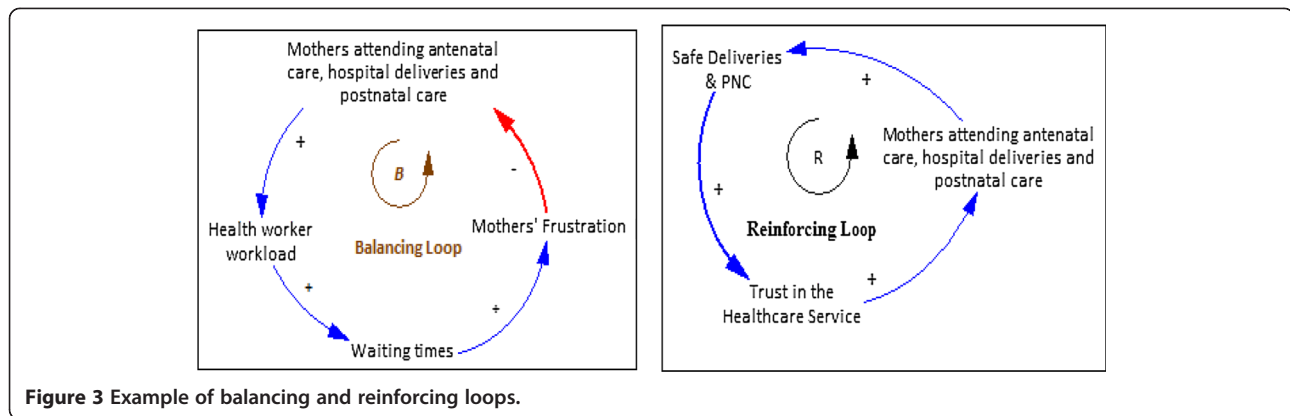 Mothers attending antenatal
care, hospital deliveries and
postnatal care
+
B
-
Health worker
workload
Balancing Loop
Mothers' Frustration
+
+
Waiting times
Safe Deliveries
& PNC
+
R
Mothers attending antenatal
care, hospital deliveries and
postnatal care
+
Reinforcing Loop
+
Trust in the
Healthcare Service
Figure 3 Example of balancing and reinforcing loops.